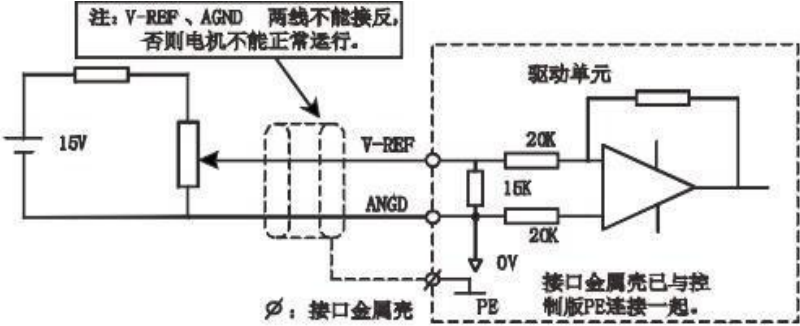 注：V-REF、AGND 两线不能接反，
否则电机不能正常运行。
驱动单元
15V
V-REF
20K
15K
ANGD
20K
0V
PE
接口金属壳已与控
制版PE连接一起。
Ø：接口金属壳